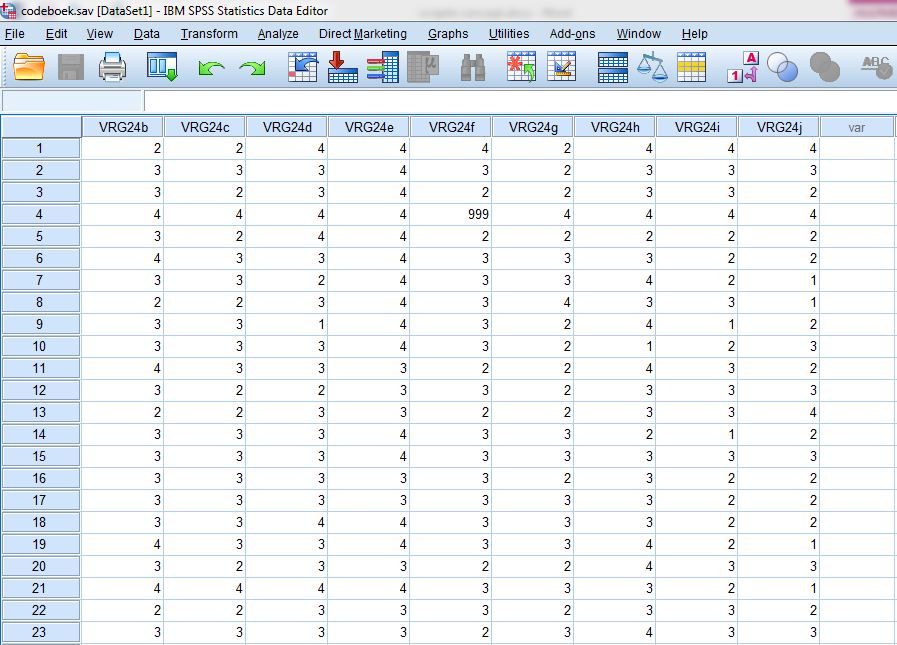 codeboek.sav [DataSet1] - IBM SPSS Statistics Data Editor
File Edit View Data Transform Analyze Direct Marketing Graphs Utilities Add-ons Window Help
VRG24b VRG24c VRG24d VRG24e VRG24f VRG24g VRG24h VRG24i VRG24j var
1 2 2 4 4 4 2 4 4 4
2 3 3 3 4 3 2 3 3 3
3 3 2 3 4 2 2 3 3 2
4 4 4 4 4 999 4 4 4 4
5 3 2 4 4 2 2 2 2 2
6 4 3 3 4 3 3 3 2 2
7 3 3 2 4 3 3 4 2 1
8 2 2 3 4 3 4 3 3 1
9 3 3 1 4 3 2 4 1 2
10 3 3 3 4 3 2 1 2 3
11 4 3 3 3 2 2 4 3 2
12 3 2 2 3 3 2 3 3 3
13 2 2 3 3 2 2 3 3 4
14 3 3 3 4 3 3 2 1 2
15 3 3 3 4 3 3 3 3 3
16 3 3 3 3 3 2 3 2 2
17 3 3 3 3 3 3 3 2 2
18 3 3 4 4 3 3 3 2 2
19 4 3 3 4 3 3 4 2 1
20 3 2 3 3 2 2 4 3 3
21 4 4 4 4 3 3 3 2 1
22 2 2 3 3 3 2 3 3 2
23 3 3 3 3 2 3 4 3 3